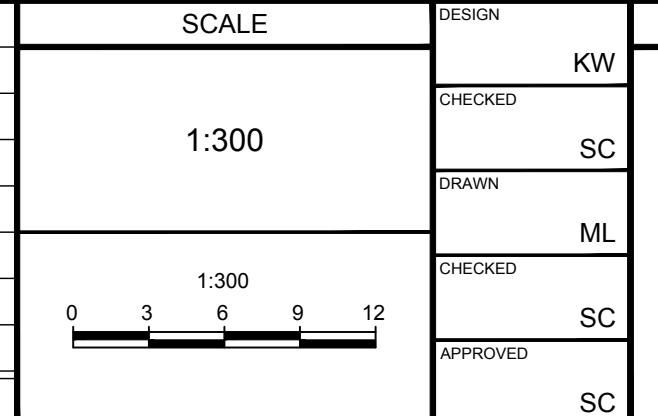 SCALE
1:300
1:300
0 3 6 9 12
DESIGN
KW
CHECKED
SC
DRAWN
ML
CHECKED
SC
APPROVED
SC